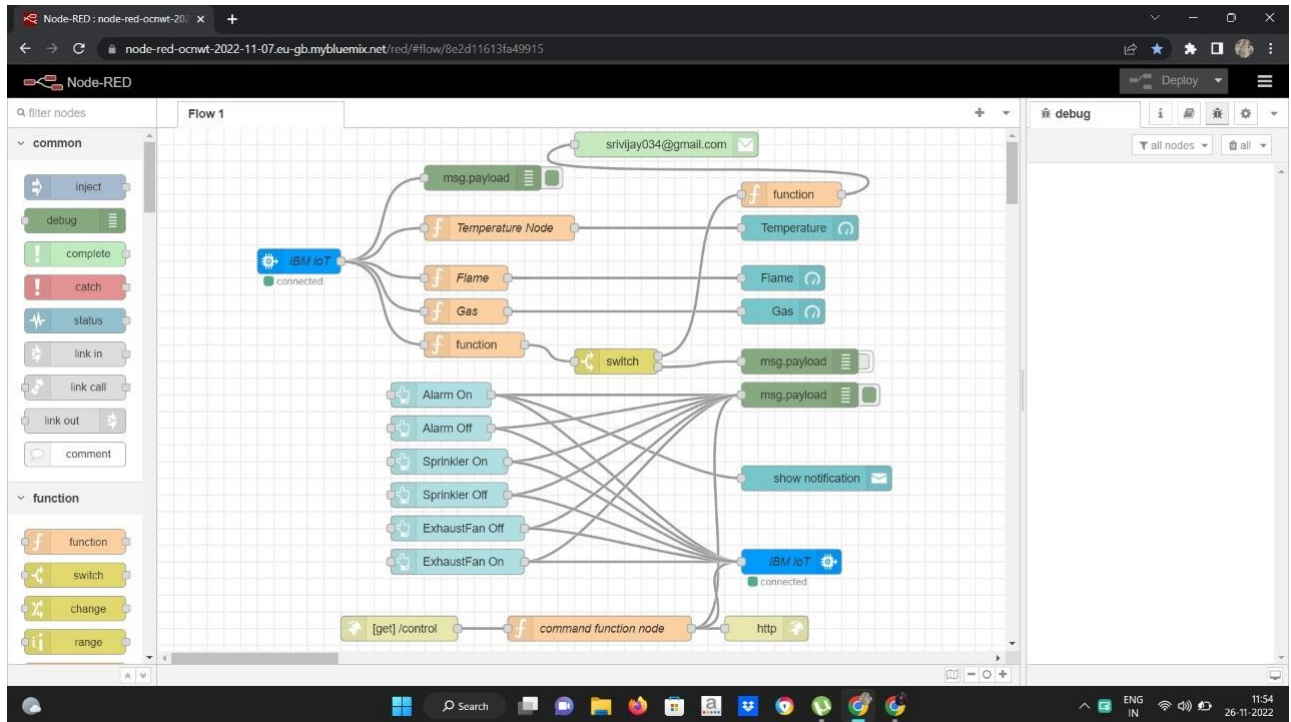 Node-RED : node-red-ocnwt-20
node-red-ocnwt-2022-11-07.eu-gb.mybluemix.net/red/#flow/8e2d11613fa49915
Node-RED
Deploy
filter nodes
common
inject
debug
complete
catch
status
link in
link call
link out
comment
function
function
switch
change
range
Flow 1
srivijay034@gmail.com
msg.payload
function
Temperature Node
Temperature
IBM IoT
connected
Flame
Flame
Gas
Gas
function
switch
msg.payload
Alarm On
msg.payload
Alarm Off
Sprinkler On
show notification
Sprinkler Off
ExhaustFan Off
ExhaustFan On
IBM IoT
connected
[get] /control
command function node
http
debug
all nodes
all
Search
ENG
IN
11:54
26-11-2022